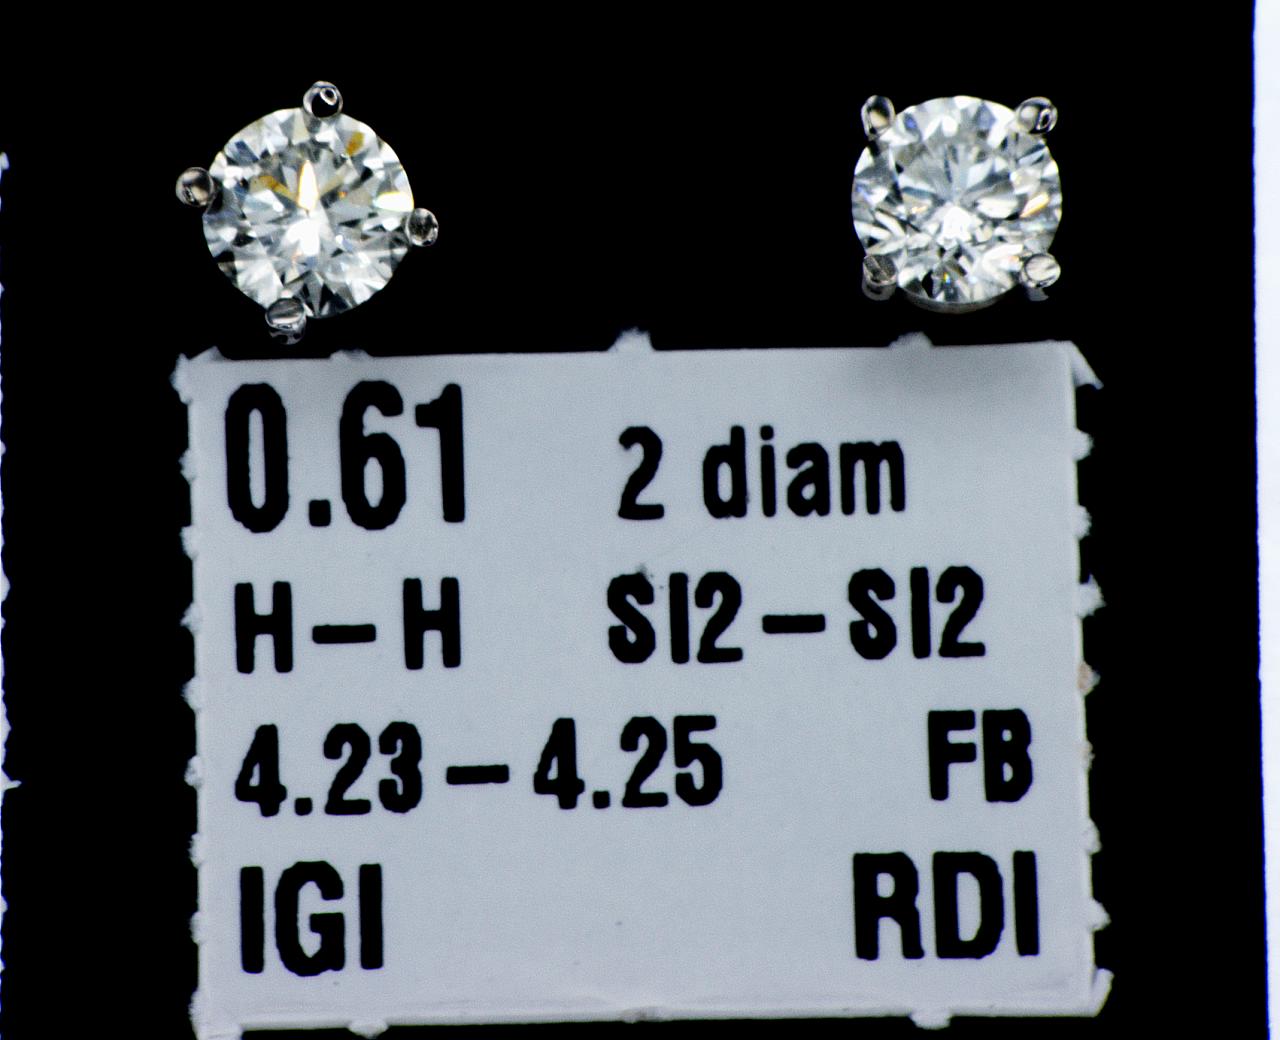 0.61 2 diam
H-H SI2-SI2
4.23-4.25 FB
IGI RDI